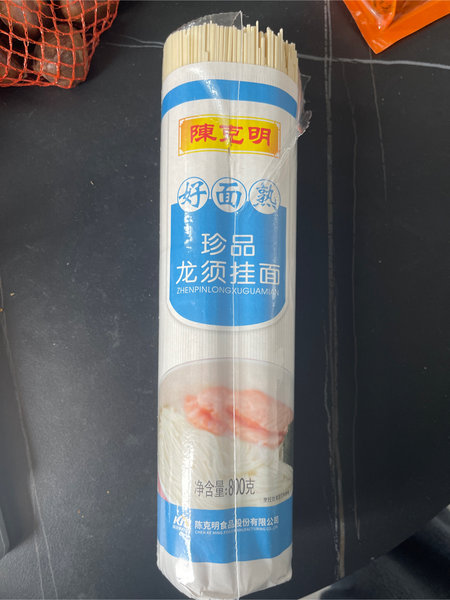 陳克明
好面熟
珍品
龙须挂面
ZHENPINLONGXUGUAMIAN
净含量:800克
陈克明食品股份有限公司